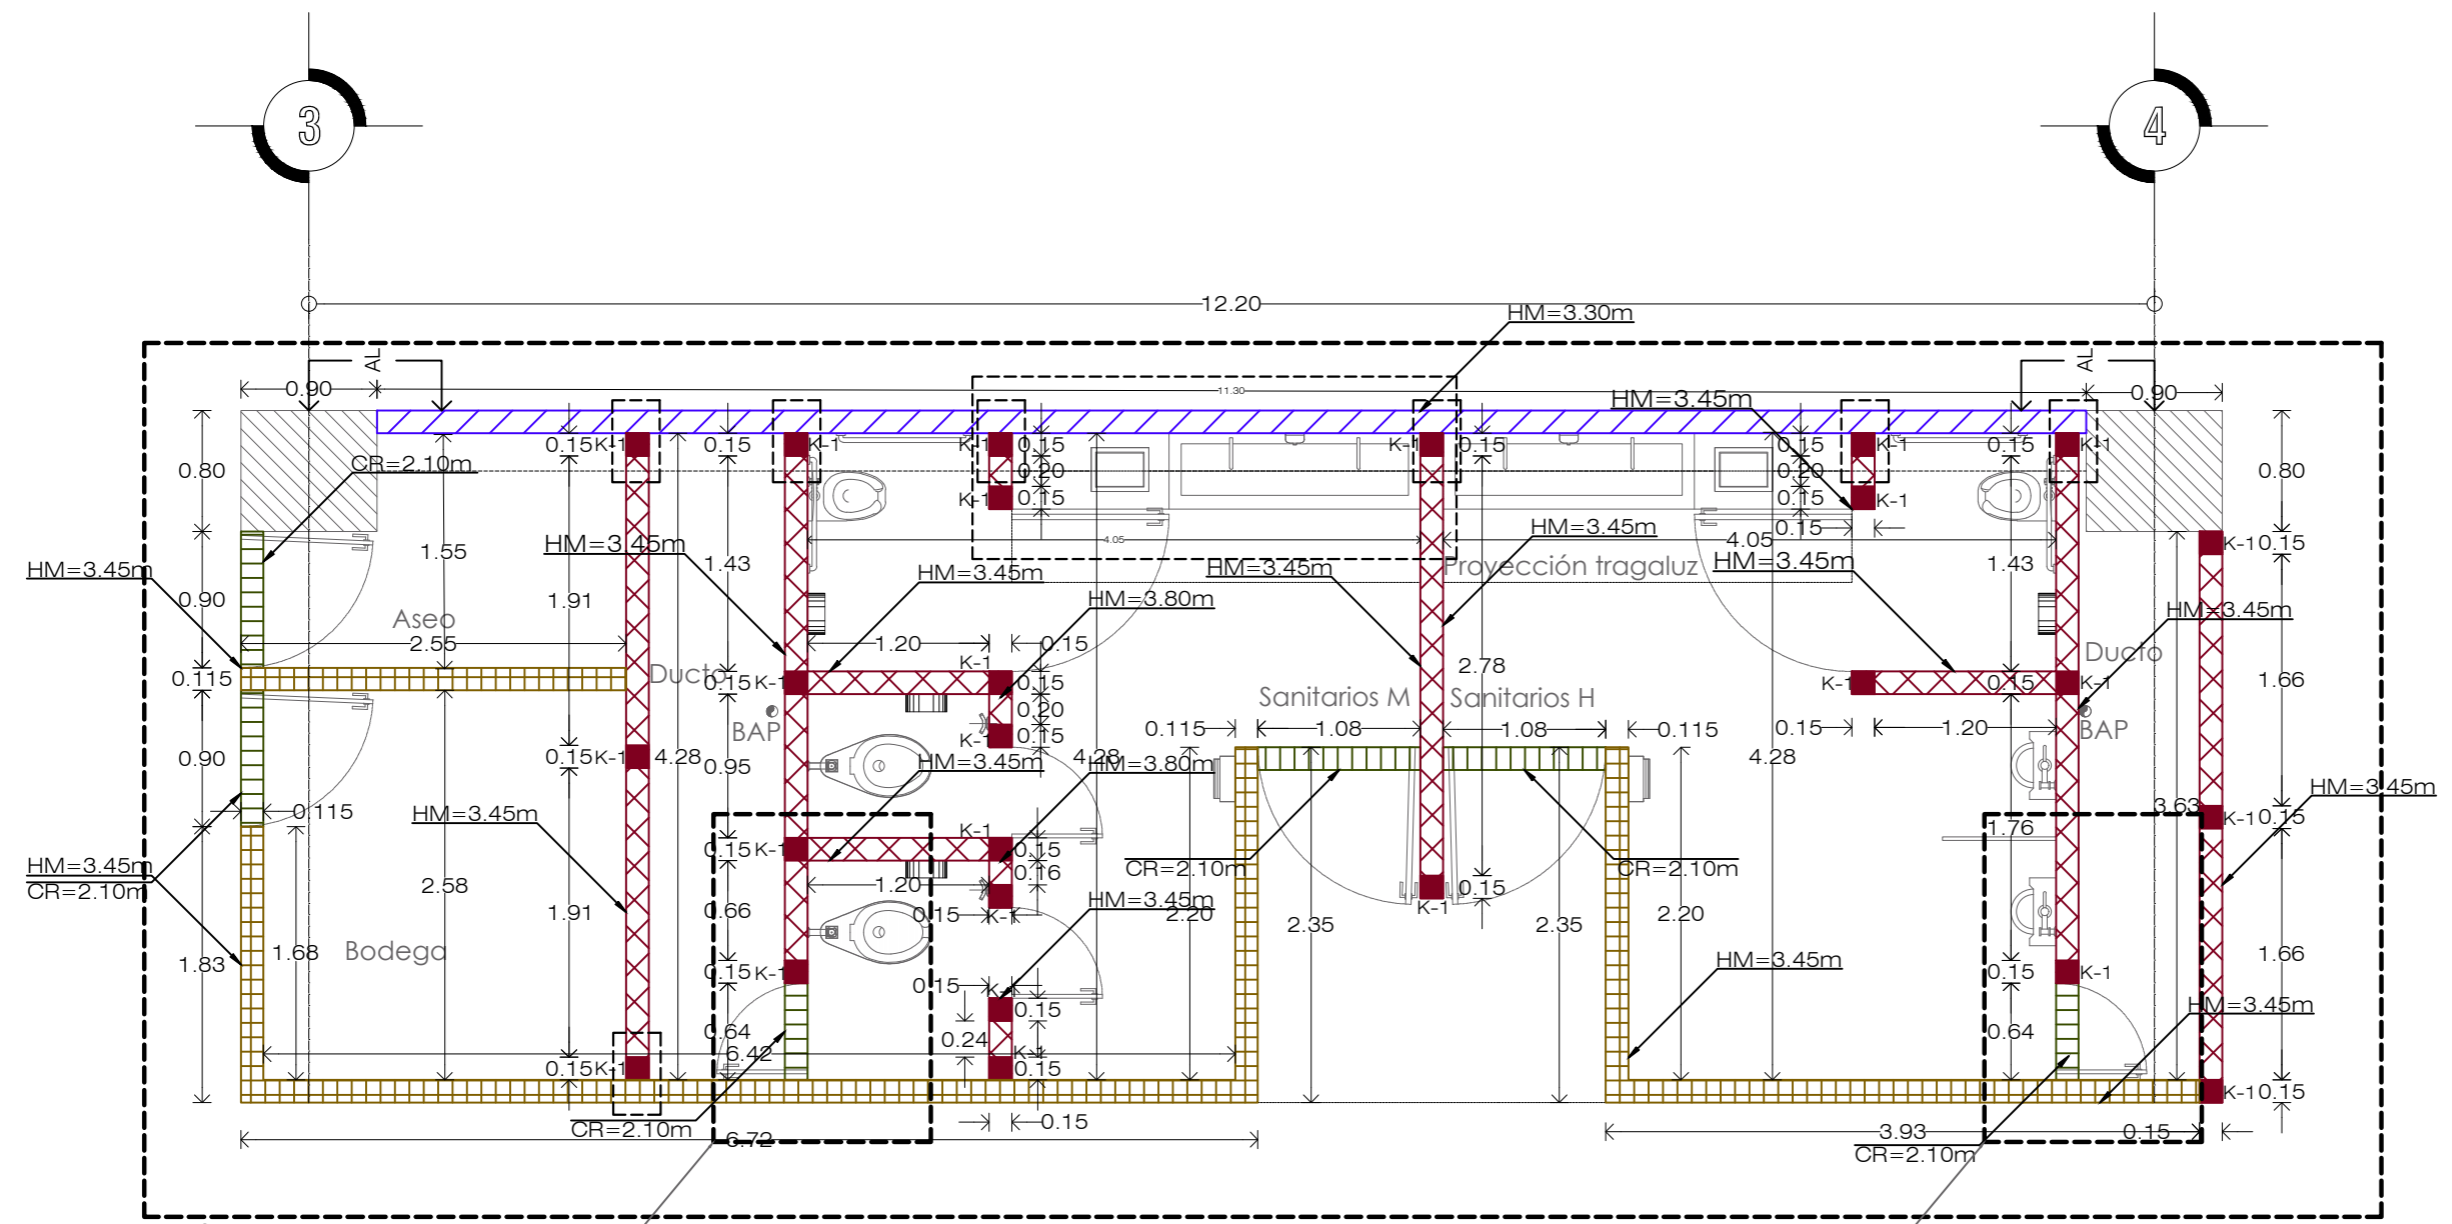 3
4
12.20
HM=3.30m
AL
AL
0.90
11.30
0.90
HM=3.45m
0.15 K-1
0.15
K-1
K-1
0.15
K-1
0.15
0.15
K-1
0.15
K-1
0.80
CR=2.10m
0.20
0.20
0.80
K-1
0.15
0.15
K-1
0.15
1.55
HM=3.45m
1.43
4.05
HM=3.45m
4.05
1.43
K-1
0.15
HM=3.45m
HM=3.45m
HM=3.45m
Proyección tragaluz
HM=3.45m
0.90
1.91
HM=3.80m
HM=3.45m
Aseo
2.55
1.20
0.15
Ducto
2.78
Ducto
0.115
0.15
K-1
K-1
0.15
K-1
0.15
K-1
1.66
Sanitarios M
Sanitarios H
0.20
BAP
K-1
0.15
0.115
1.08
1.08
0.115
0.15
1.20
BAP
0.90
0.15
K-1
4.28
0.95
HM=3.45m
4.28
HM=3.80m
4.28
HM=3.45m
0.115
HM=3.45m
3.63
K-1
0.15
K-1
1.76
0.15
K-1
0.15
HM=3.45m
CR=2.10m
0.16
CR=2.10m
CR=2.10m
2.58
1.20
0.15
K-1
1.91
0.66
0.15
K-1
HM=3.45m
2.20
2.35
2.35
2.20
1.68
Bodega
1.83
HM=3.45m
1.66
0.15
K-1
0.15
0.15
K-1
0.15
HM=3.45m
0.64
0.24
0.64
6.42
K-1
0.15
K-1
0.15
K-1
0.15
CR=2.10m
0.15
6.72
3.93
0.15
CR=2.10m